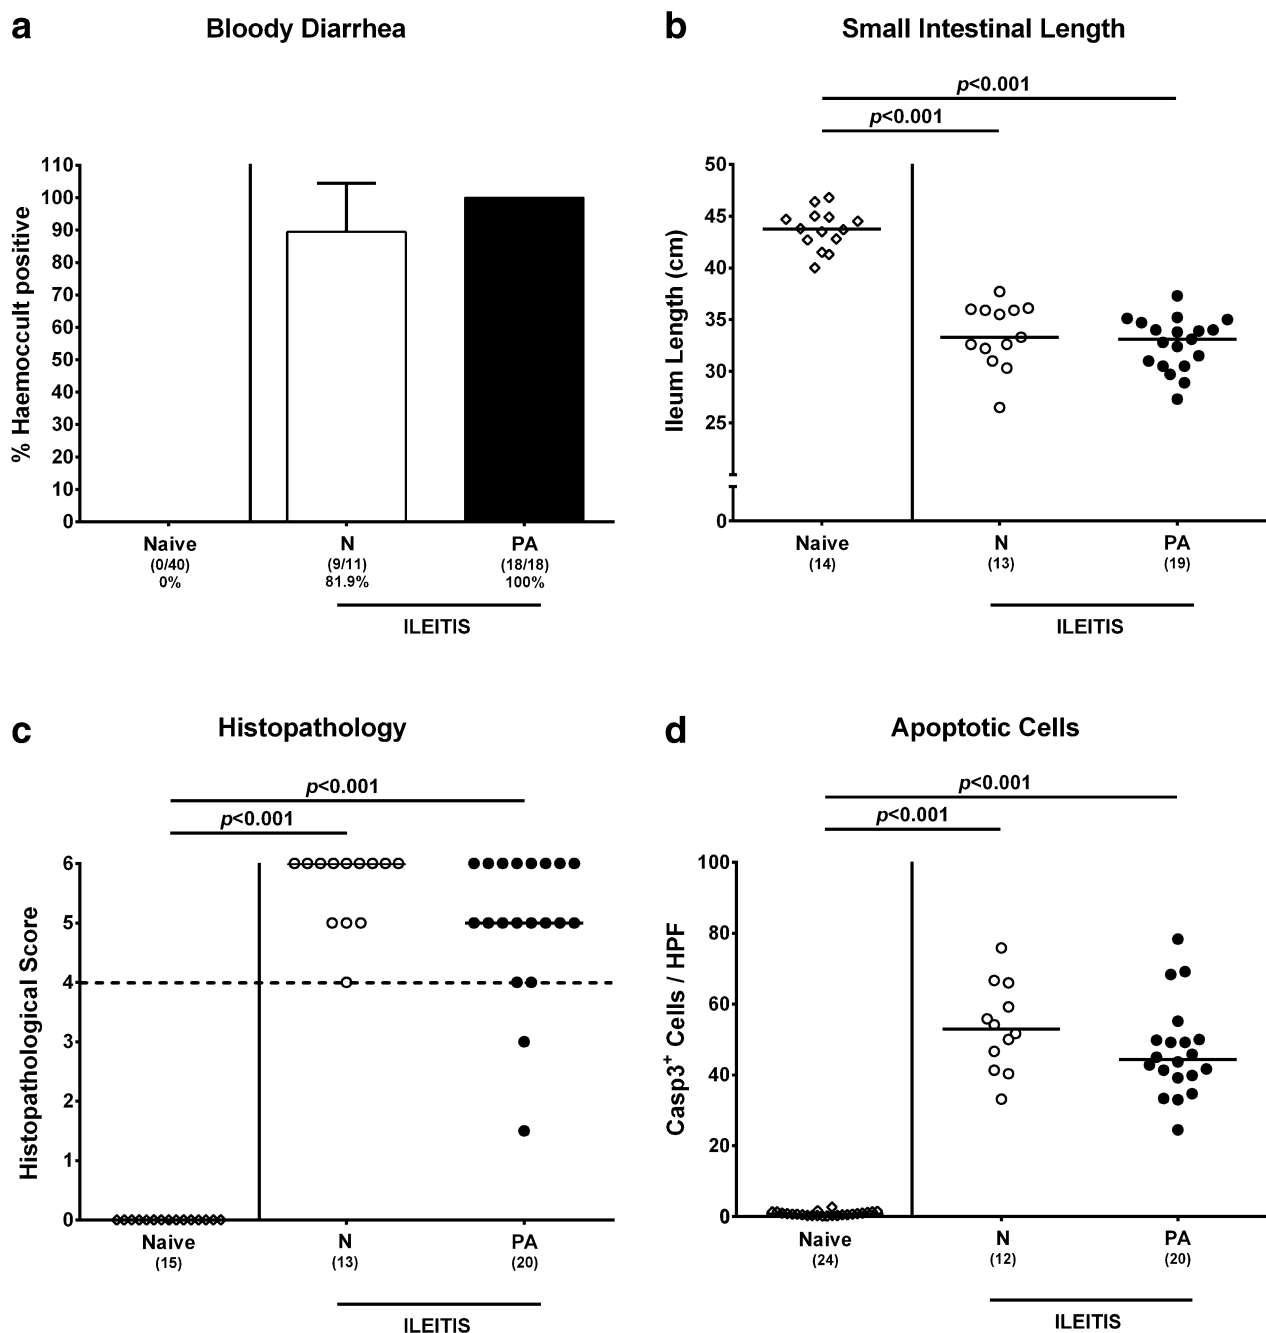 a
Bloody Diarrhea
% Haemoccult positive
110
100
90
80
70
60
50
40
30
20
10
0
Naive N PA
(0/40) (9/11) (18/18)
0% 81.9% 100%
ILEITIS
b
Small Intestinal Length
p<0.001
p<0.001
Ileum Length (cm)
50
45
40
35
30
25
0
Naive N PA
(14) (13) (19)
ILEITIS
c
Histopathology
p<0.001
p<0.001
Histopathological Score
6
5
4
3
2
1
0
Naive N PA
(15) (13) (20)
ILEITIS
d
Apoptotic Cells
p<0.001
p<0.001
Casp3⁺ Cells / HPF
100
80
60
40
20
0
Naive N PA
(24) (12) (20)
ILEITIS